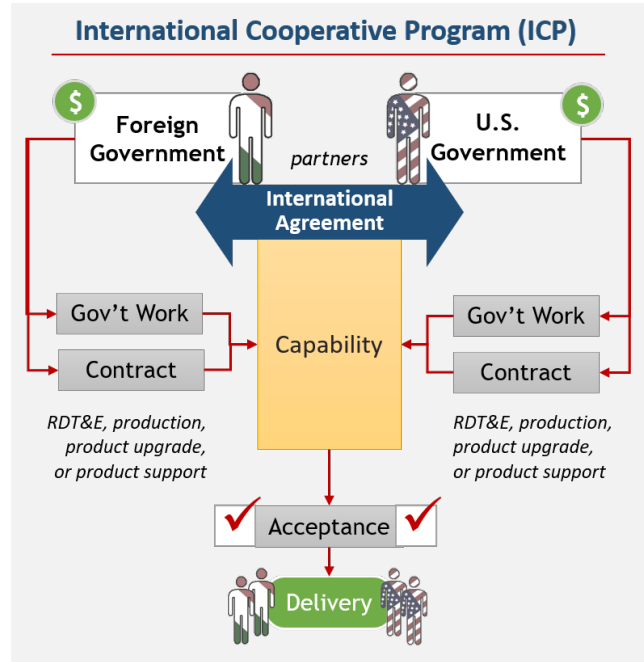 International Cooperative Program (ICP)
$
Foreign
Government
partners
U.S.
Government
$
International
Agreement
Gov't Work
Contract
RDT&E, production,
product upgrade,
or product support
Capability
Gov't Work
Contract
RDT&E, production,
product upgrade,
or product support
Acceptance
Delivery